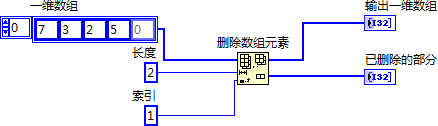 一维数组
输出一维数组
0 7 3 2 5 0
I32
删除数组元素
长度
已删除的部分
2
I32
索引
1